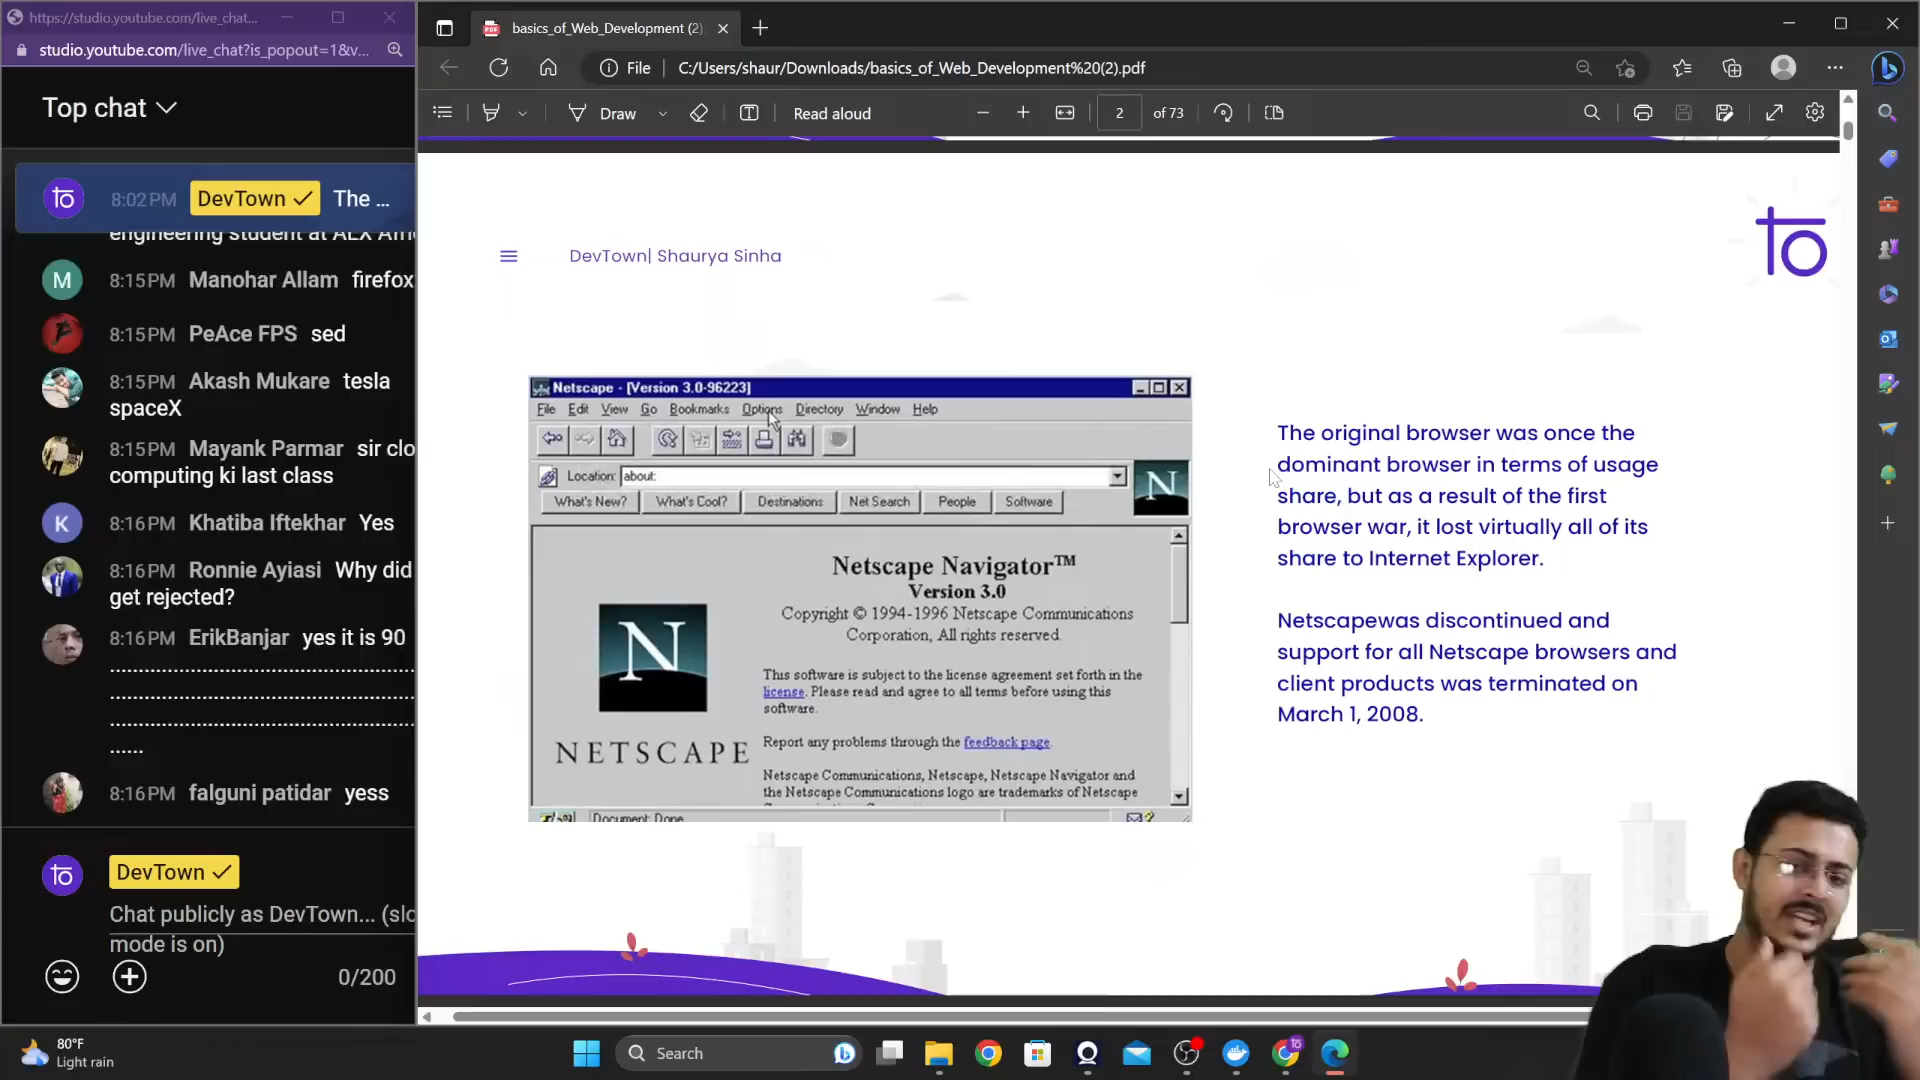 https://studio.youtube.com/live_chat...
studio.youtube.com/live_chat?is_popout=1&v...
Top chat
to 8:02 PM DevTown The ...
engineering student at
M 8:15 PM Manohar Allam firefox
8:15 PM PeAce FPS sed
8:15 PM Akash Mukare tesla
spaceX
8:15 PM Mayank Parmar sir clo
computing ki last class
K 8:16 PM Khatiba Iftekhar Yes
8:16 PM Ronnie Ayiasi Why did
get rejected?
8:16 PM ErikBanjar yes it is 90
8:16 PM falguni patidar yess
to DevTown
Chat publicly as DevTown... (slo
mode is on)
0/200
basics_of_Web_Development (2)
File C:/Users/shaur/Downloads/basics_of_Web_Development%20(2).pdf
Draw Read aloud 2 of 73
DevTown| Shaurya Sinha
to
Netscape - [Version 3.0-96223]
File Edit View Go Bookmarks Options Directory Window Help
Location: about:
N
What's New? What's Cool? Destinations Net Search People Software
Netscape Navigator™
Version 3.0
Copyright © 1994-1996 Netscape Communications
Corporation, All rights reserved.
N
NETSCAPE
This software is subject to the license agreement set forth in the
license. Please read and agree to all terms before using this
software.
Report any problems through the feedback page.
Netscape Communications, Netscape, Netscape Navigator and
the Netscape Communications logo are trademarks of Netscape
Document: Done
The original browser was once the
dominant browser in terms of usage
share, but as a result of the first
browser war, it lost virtually all of its
share to Internet Explorer.
Netscapewas discontinued and
support for all Netscape browsers and
client products was terminated on
March 1, 2008.
80°F
Light rain
Search